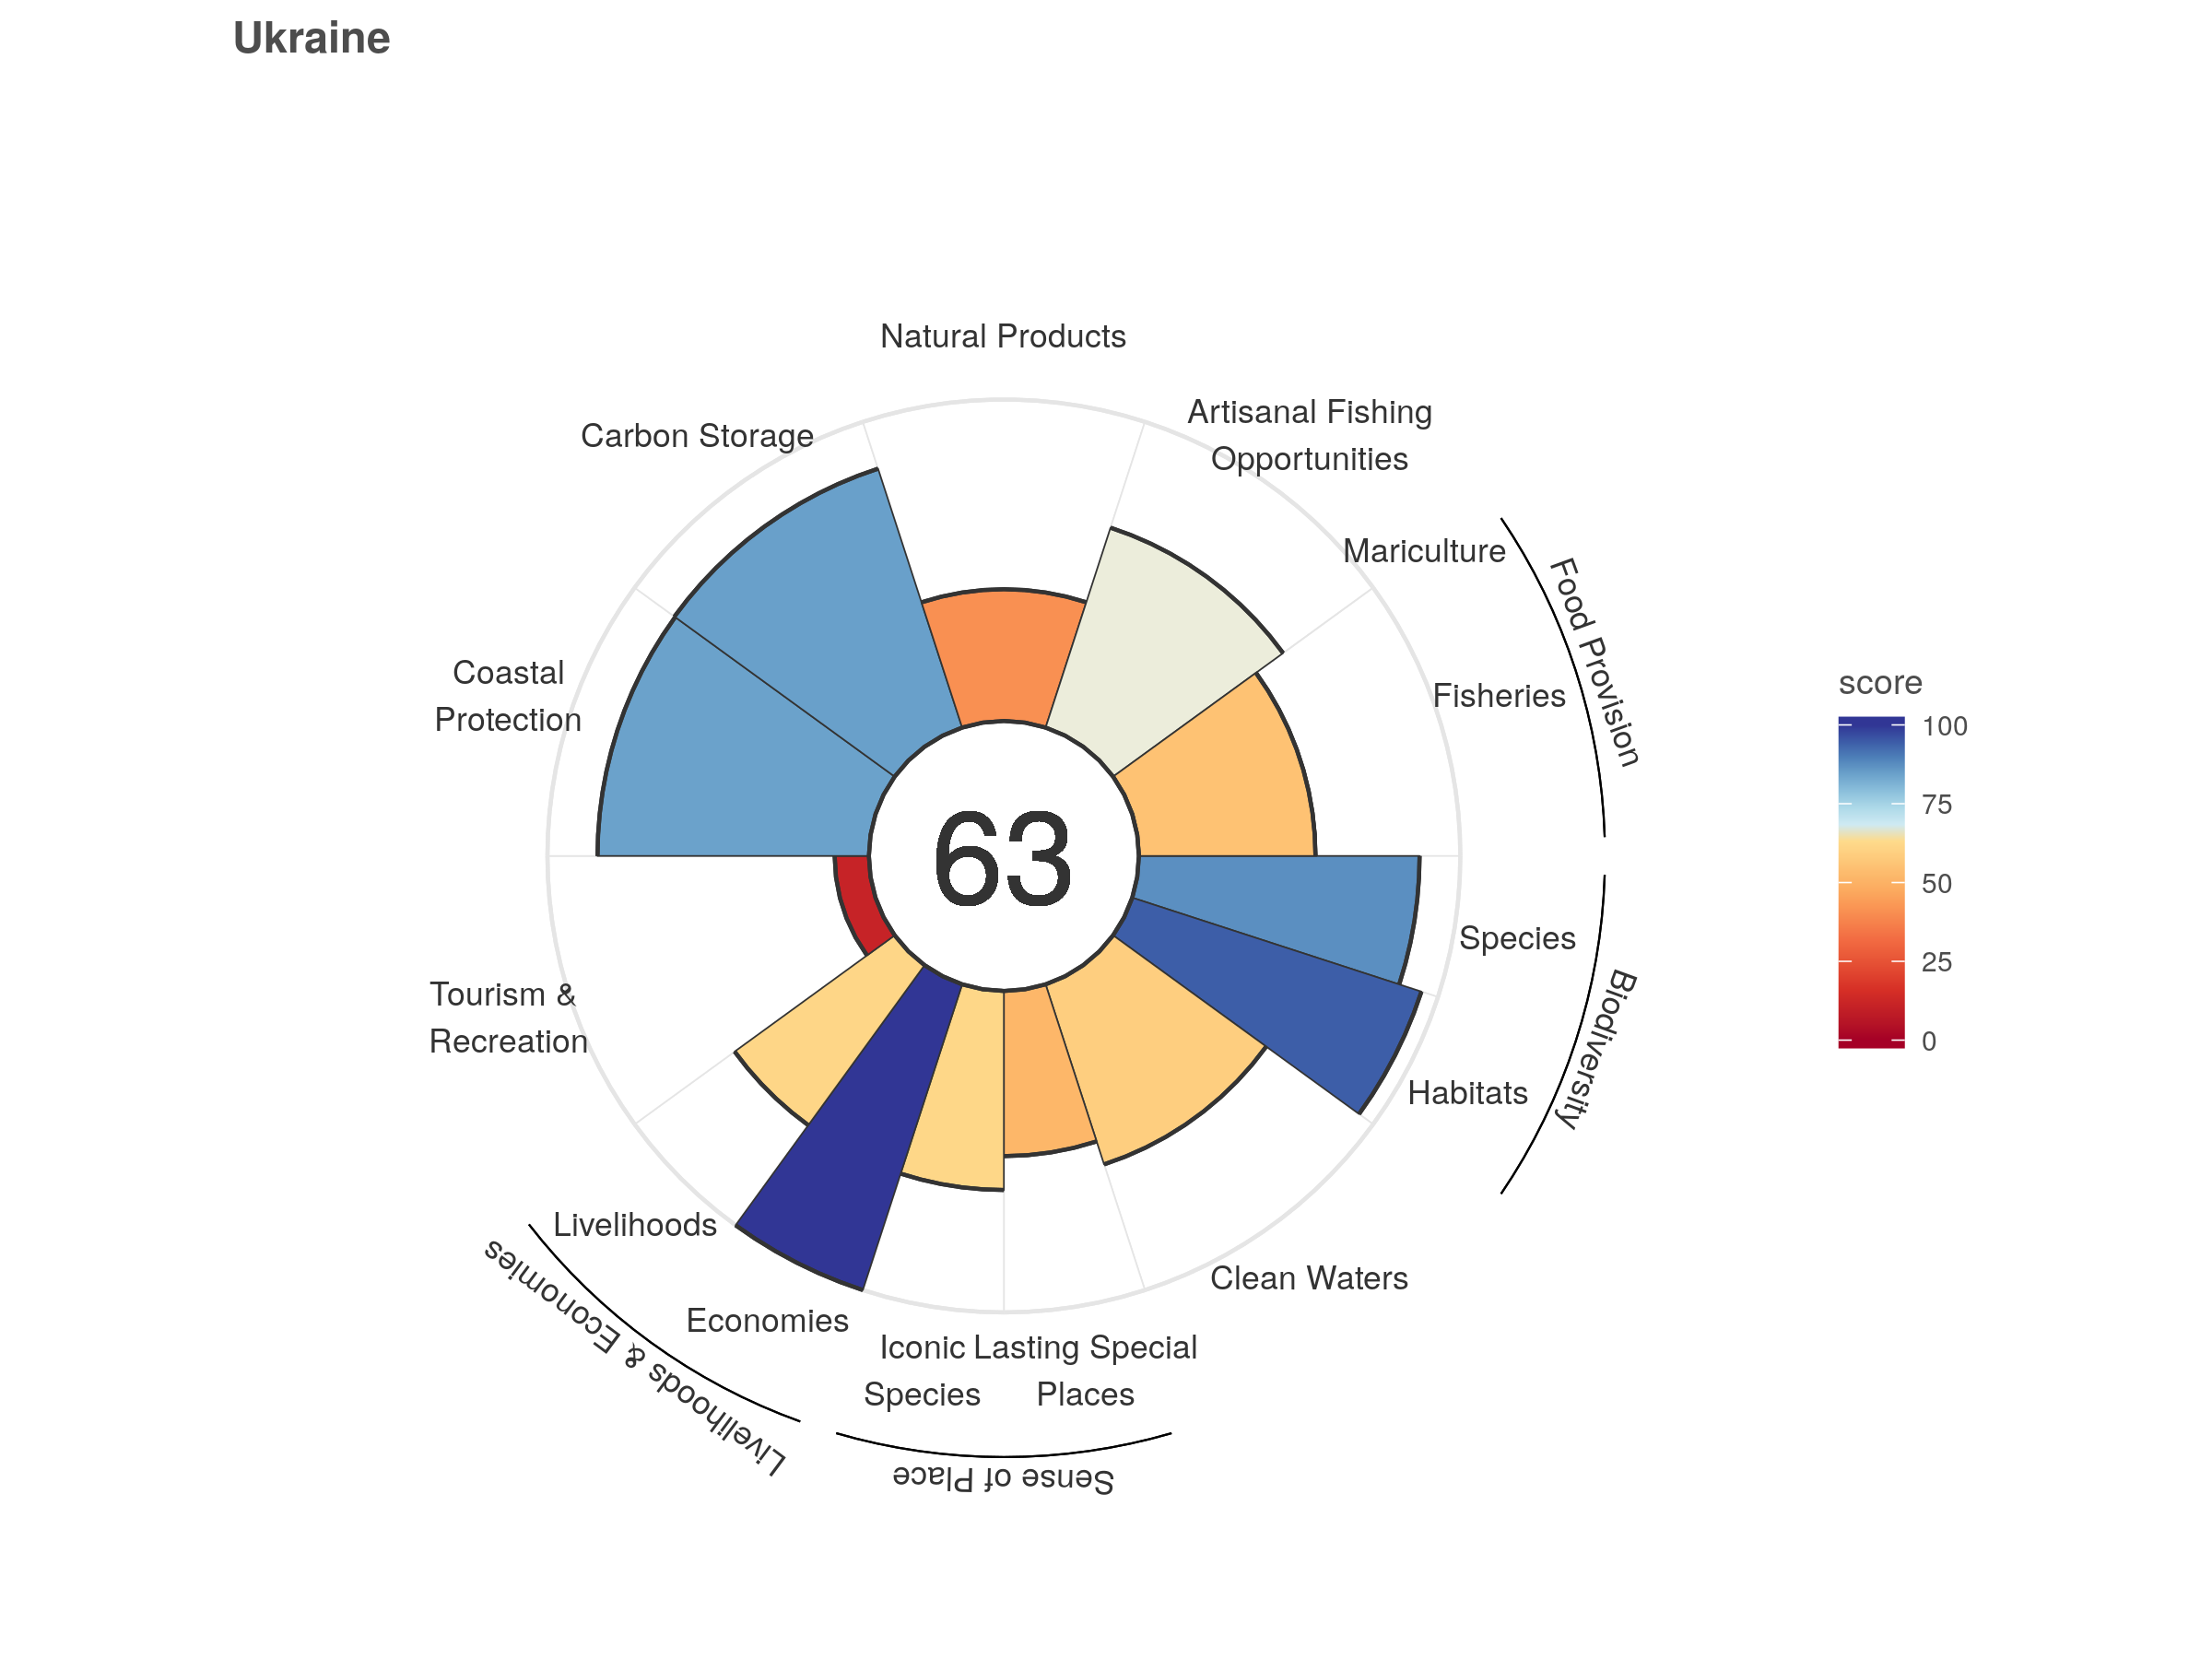 Ukraine
Natural Products
Artisanal Fishing
Opportunities
Carbon Storage
Mariculture
Food Provision
Fisheries
Coastal
Protection
score
100
75
50
25
0
63
Species
Biodiversity
Habitats
Tourism &
Recreation
Livelihoods
Livelihoods & Economies
Economies
Clean Waters
Iconic
Species
Lasting Special
Places
Sense of Place